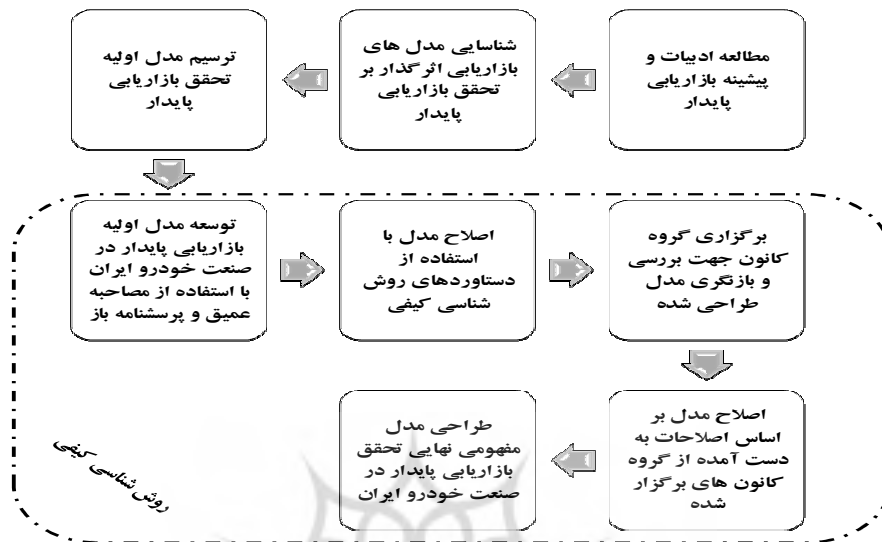 مطالعه ادبیات و
پیشینه بازاریابی
پایدار
شناسایی مدل های
بازاریابی اثرگذار بر
تحقق بازاریابی
پایدار
ترسیم مدل اولیه
تحقق بازاریابی
پایدار
توسعه مدل اولیه
بازاریابی پایدار در
صنعت خودرو ایران
با استفاده از مصاحبه
عمیق و پرسشنامه باز
اصلاح مدل با
استفاده از
دستاوردهای روش
شناسی کیفی
برگزاری گروه
کانون جهت بررسی
و بازنگری مدل
طراحی شده
اصلاح مدل بر
اساس اصلاحات به
دست آمده از گروه
کانون های برگزار
شده
طراحی مدل
مفهومی نهایی تحقق
بازاریابی پایدار در
صنعت خودرو ایران
روش شناسی کیفی